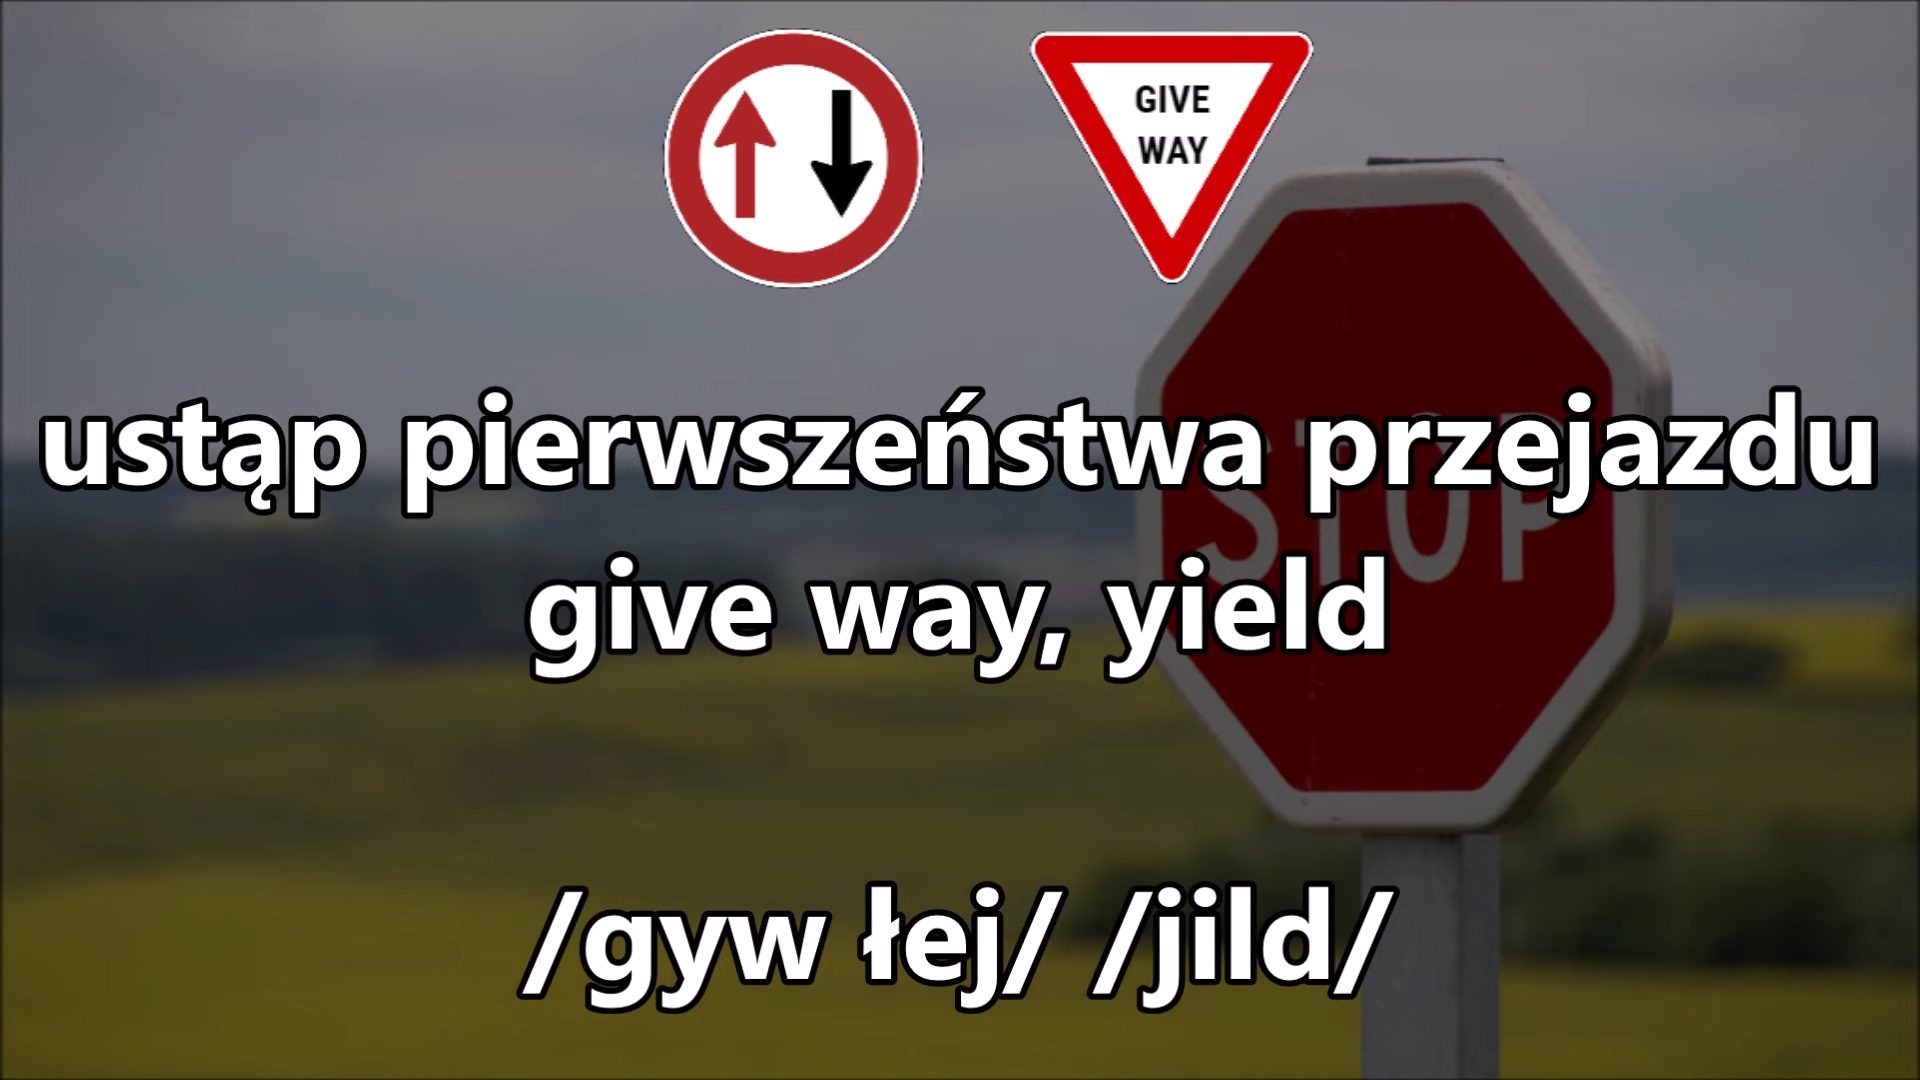 GIVE
WAY
STOP
ustąp pierwszeństwa przejazdu
give way, yield
/gyw łej/ /jild/